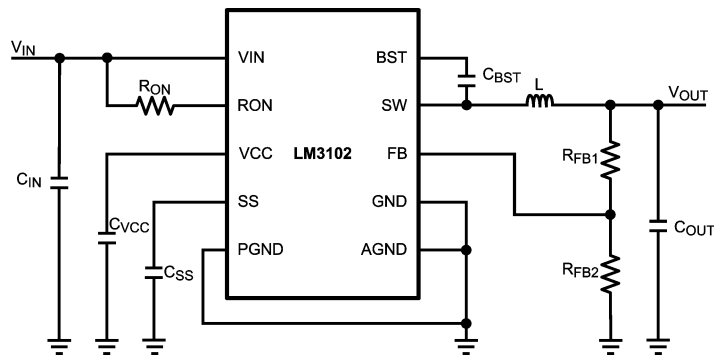 VIN
RON
CIN
CVCC
CSS
VIN
RON
VCC
SS
PGND
LM3102
BST
SW
FB
GND
AGND
CBST
L
VOUT
RFB1
RFB2
COUT